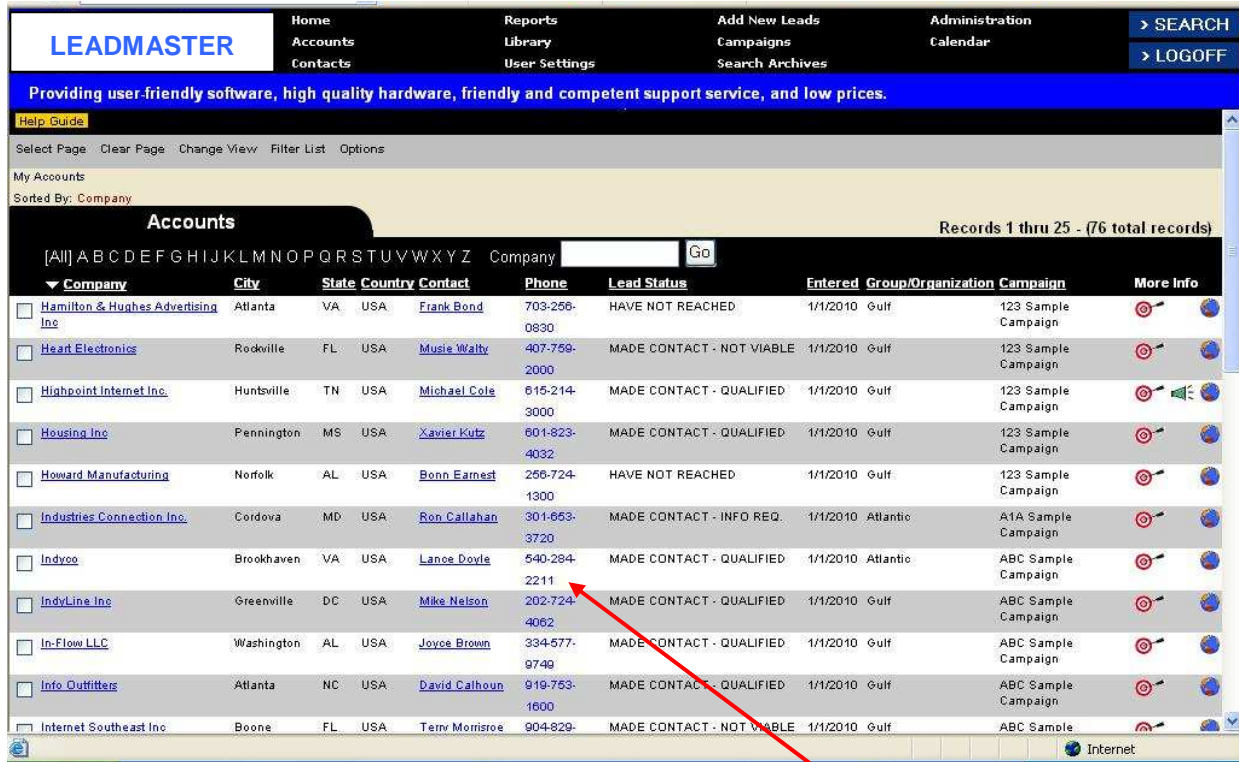 LEADMASTER
Home Reports Add New Leads Administration > SEARCH
Accounts Library Campaigns Calendar
Contacts User Settings Search Archives > LOGOFF
Providing user-friendly software, high quality hardware, friendly and competent support service, and low prices.
Help Guide
Select Page Clear Page Change View Filter List Options
My Accounts
Sorted By: Company
Accounts Records 1 thru 25 - (76 total records)
[All] A B C D E F G H I J K L M N O P Q R S T U V W X Y Z Company Go
Company City State Country Contact Phone Lead Status Entered Group/Organization Campaign More Info
Hamilton & Hughes Advertising Atlanta VA USA Frank Bond 703-256- HAVE NOT REACHED 1/1/2010 Gulf 123 Sample
Inc 0830 Campaign
Heart Electronics Rockville FL USA Musie Walty 407-759- MADE CONTACT - NOT VIABLE 1/1/2010 Gulf 123 Sample
2000 Campaign
Highpoint Internet Inc. Huntsville TN USA Michael Cole 615-214- MADE CONTACT - QUALIFIED 1/1/2010 Gulf 123 Sample
3000 Campaign
Housing Inc Pennington MS USA Xavier Kutz 601-823- MADE CONTACT - QUALIFIED 1/1/2010 Gulf 123 Sample
4032 Campaign
Howard Manufacturing Norfolk AL USA Bonn Earnest 256-724- HAVE NOT REACHED 1/1/2010 Gulf 123 Sample
1300 Campaign
Industries Connection Inc. Cordova MD USA Ron Callahan 301-653- MADE CONTACT - INFO REQ. 1/1/2010 Atlantic A1A Sample
3720 Campaign
Indyco Brookhaven VA USA Lance Doyle 540-284- MADE CONTACT - QUALIFIED 1/1/2010 Atlantic ABC Sample
2211 Campaign
IndyLine Inc Greenville DC USA Mike Nelson 202-724- MADE CONTACT - QUALIFIED 1/1/2010 Gulf ABC Sample
4062 Campaign
In-Flow LLC Washington AL USA Joyce Brown 334-577- MADE CONTACT - QUALIFIED 1/1/2010 Gulf ABC Sample
9749 Campaign
Info Outfitters Atlanta NC USA David Calhoun 919-753- MADE CONTACT - QUALIFIED 1/1/2010 Gulf ABC Sample
1600 Campaign
Internet Southeast Inc Boone FL USA Terry Morrisroe 904-829- MADE CONTACT - NOT VIABLE 1/1/2010 Gulf ABC Sample
Internet